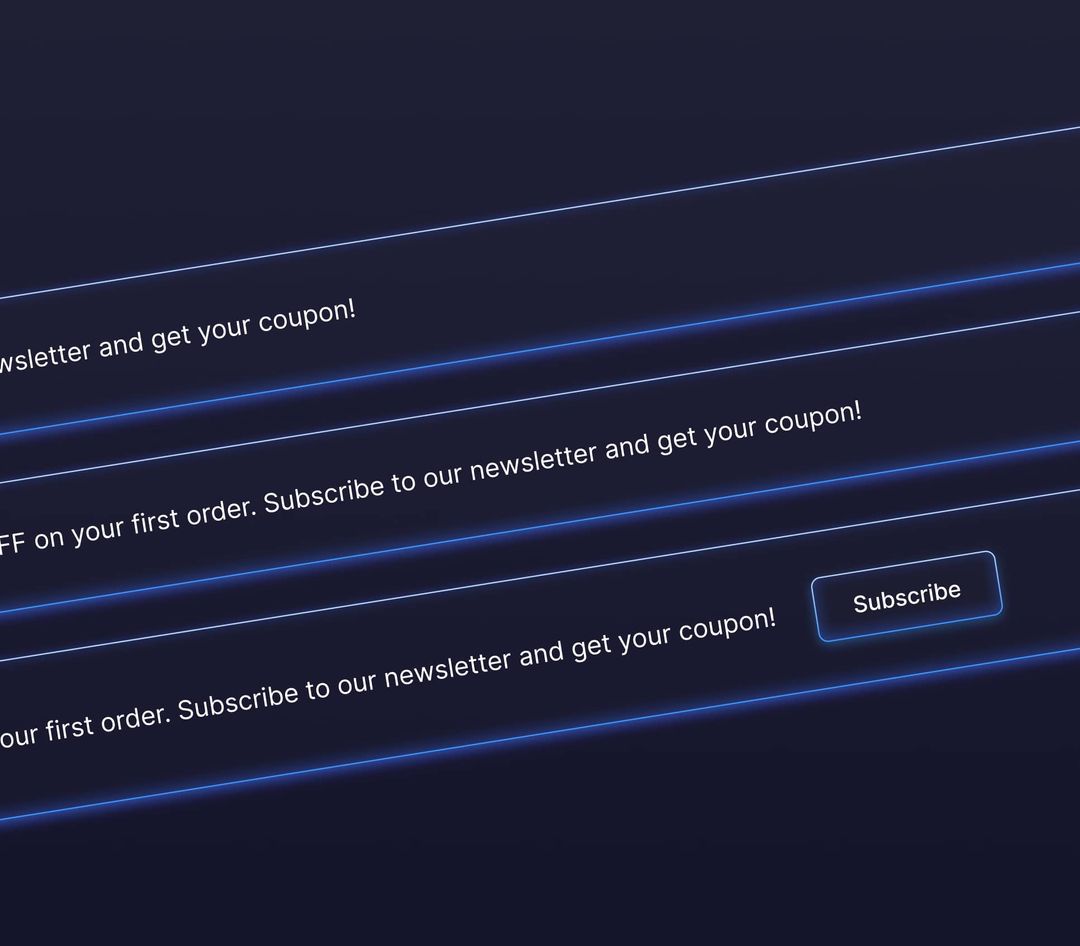 wsletter and get your coupon!
FF on your first order. Subscribe to our newsletter and get your coupon!
our first order. Subscribe to our newsletter and get your coupon!
Subscribe